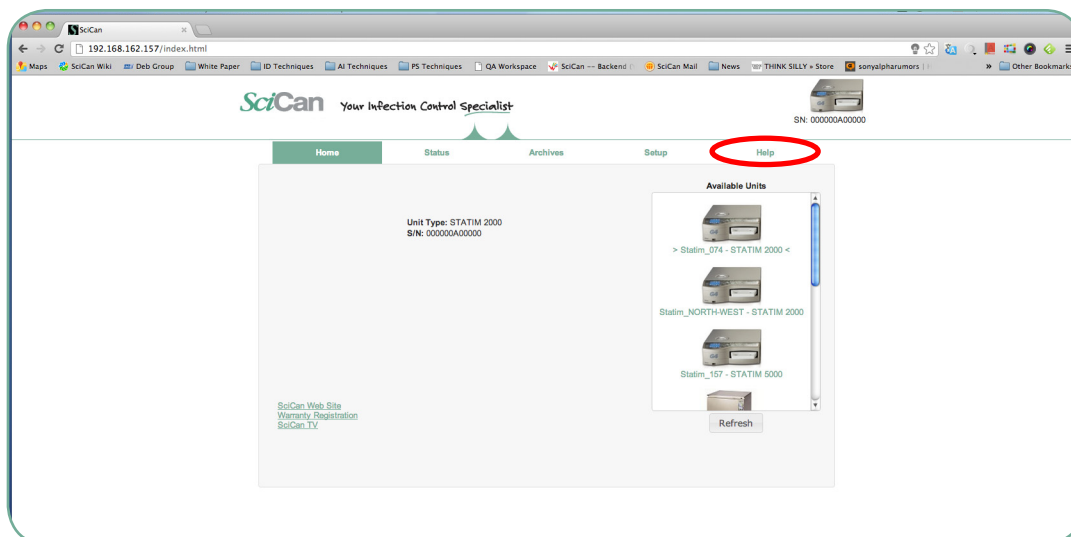 SciCan
192.168.162.157/index.html
Maps SciCan Wiki Deb Group White Paper ID Techniques AI Techniques PS Techniques QA Workspace SciCan -- Backend SciCan Mail News THINK SILLY » Store sonyalpharumors » Other Bookmarks
SciCan Your Infection Control Specialist
SN: 000000A00000
Home Status Archives Setup Help
Available Units
Unit Type: STATIM 2000
S/N: 000000A00000
> Statim_074 - STATIM 2000 <
Statim_NORTH-WEST - STATIM 2000
Statim_157 - STATIM 5000
SciCan Web Site
Warranty Registration
SciCan TV
Refresh